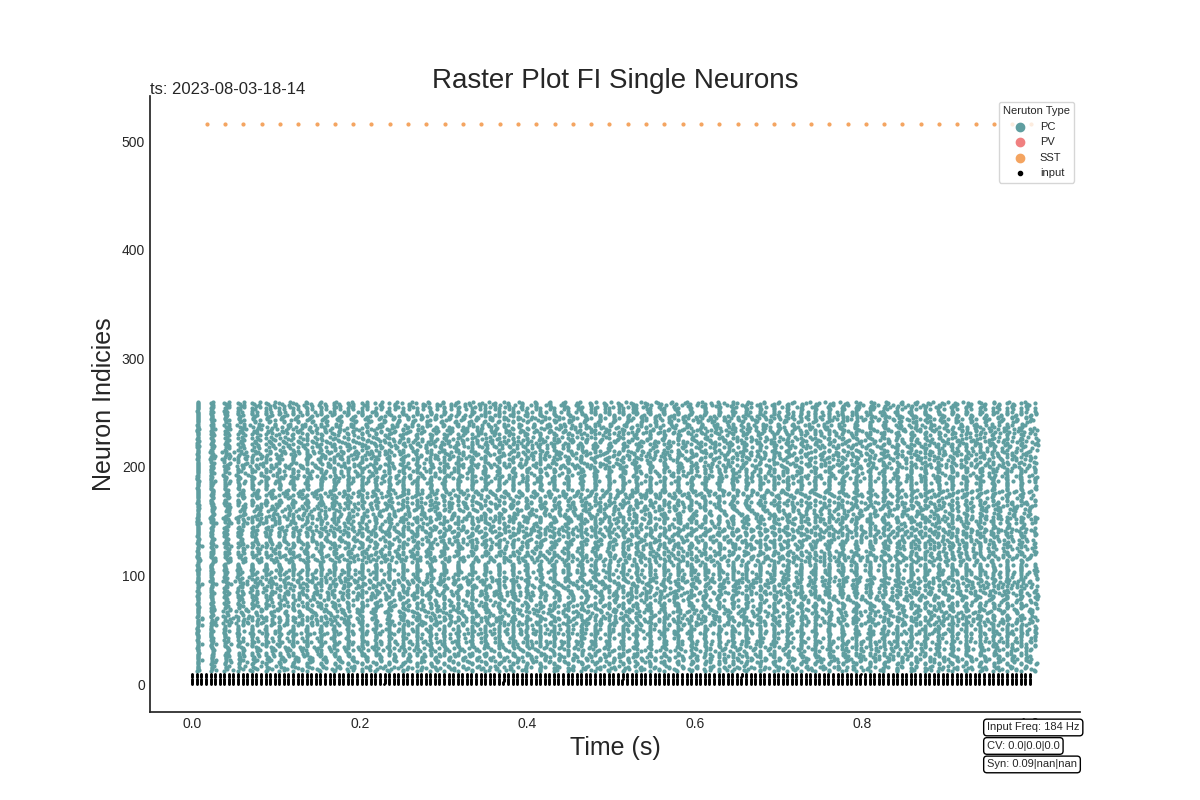 Raster Plot FI Single Neurons
ts: 2023-08-03-18-14
Neruton Type
PC
PV
SST
input
500
400
300
200
100
0
Neuron Indicies
0.0 0.2 0.4 0.6 0.8
Time (s)
Input Freq: 184 Hz
CV: 0.0|0.0|0.0
Syn: 0.09|nan|nan